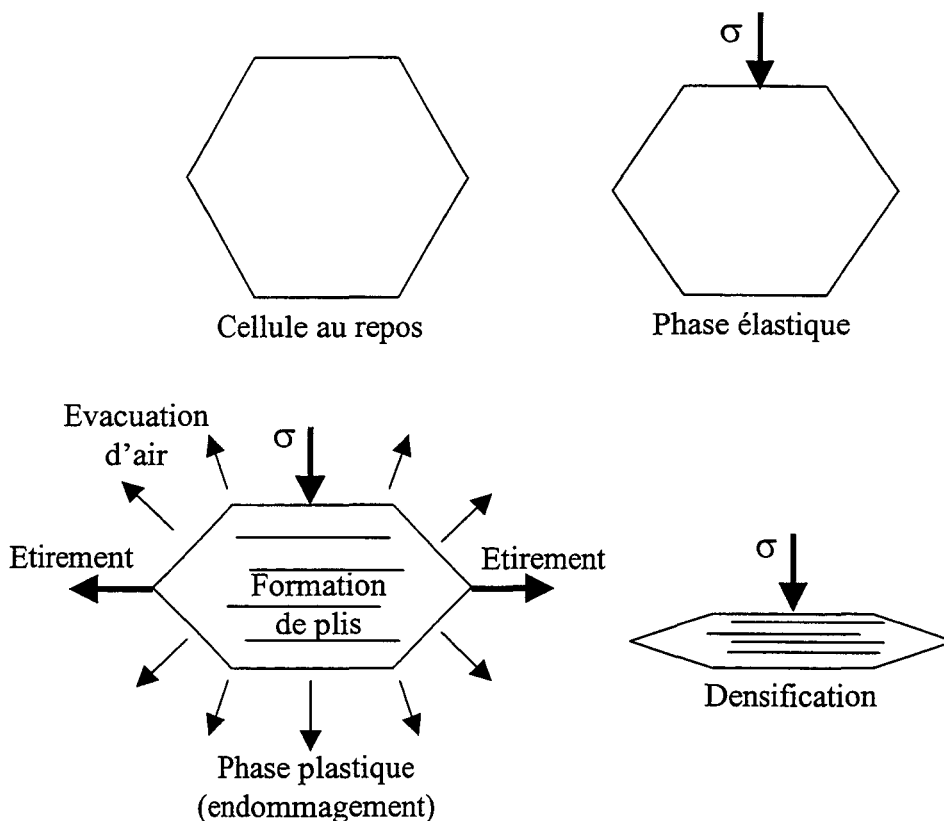 σ
Cellule au repos
σ
Phase élastique
Evacuation
d'air
σ
Etirement
Etirement
Formation
de plis
Phase plastique
(endommagement)
σ
Densification